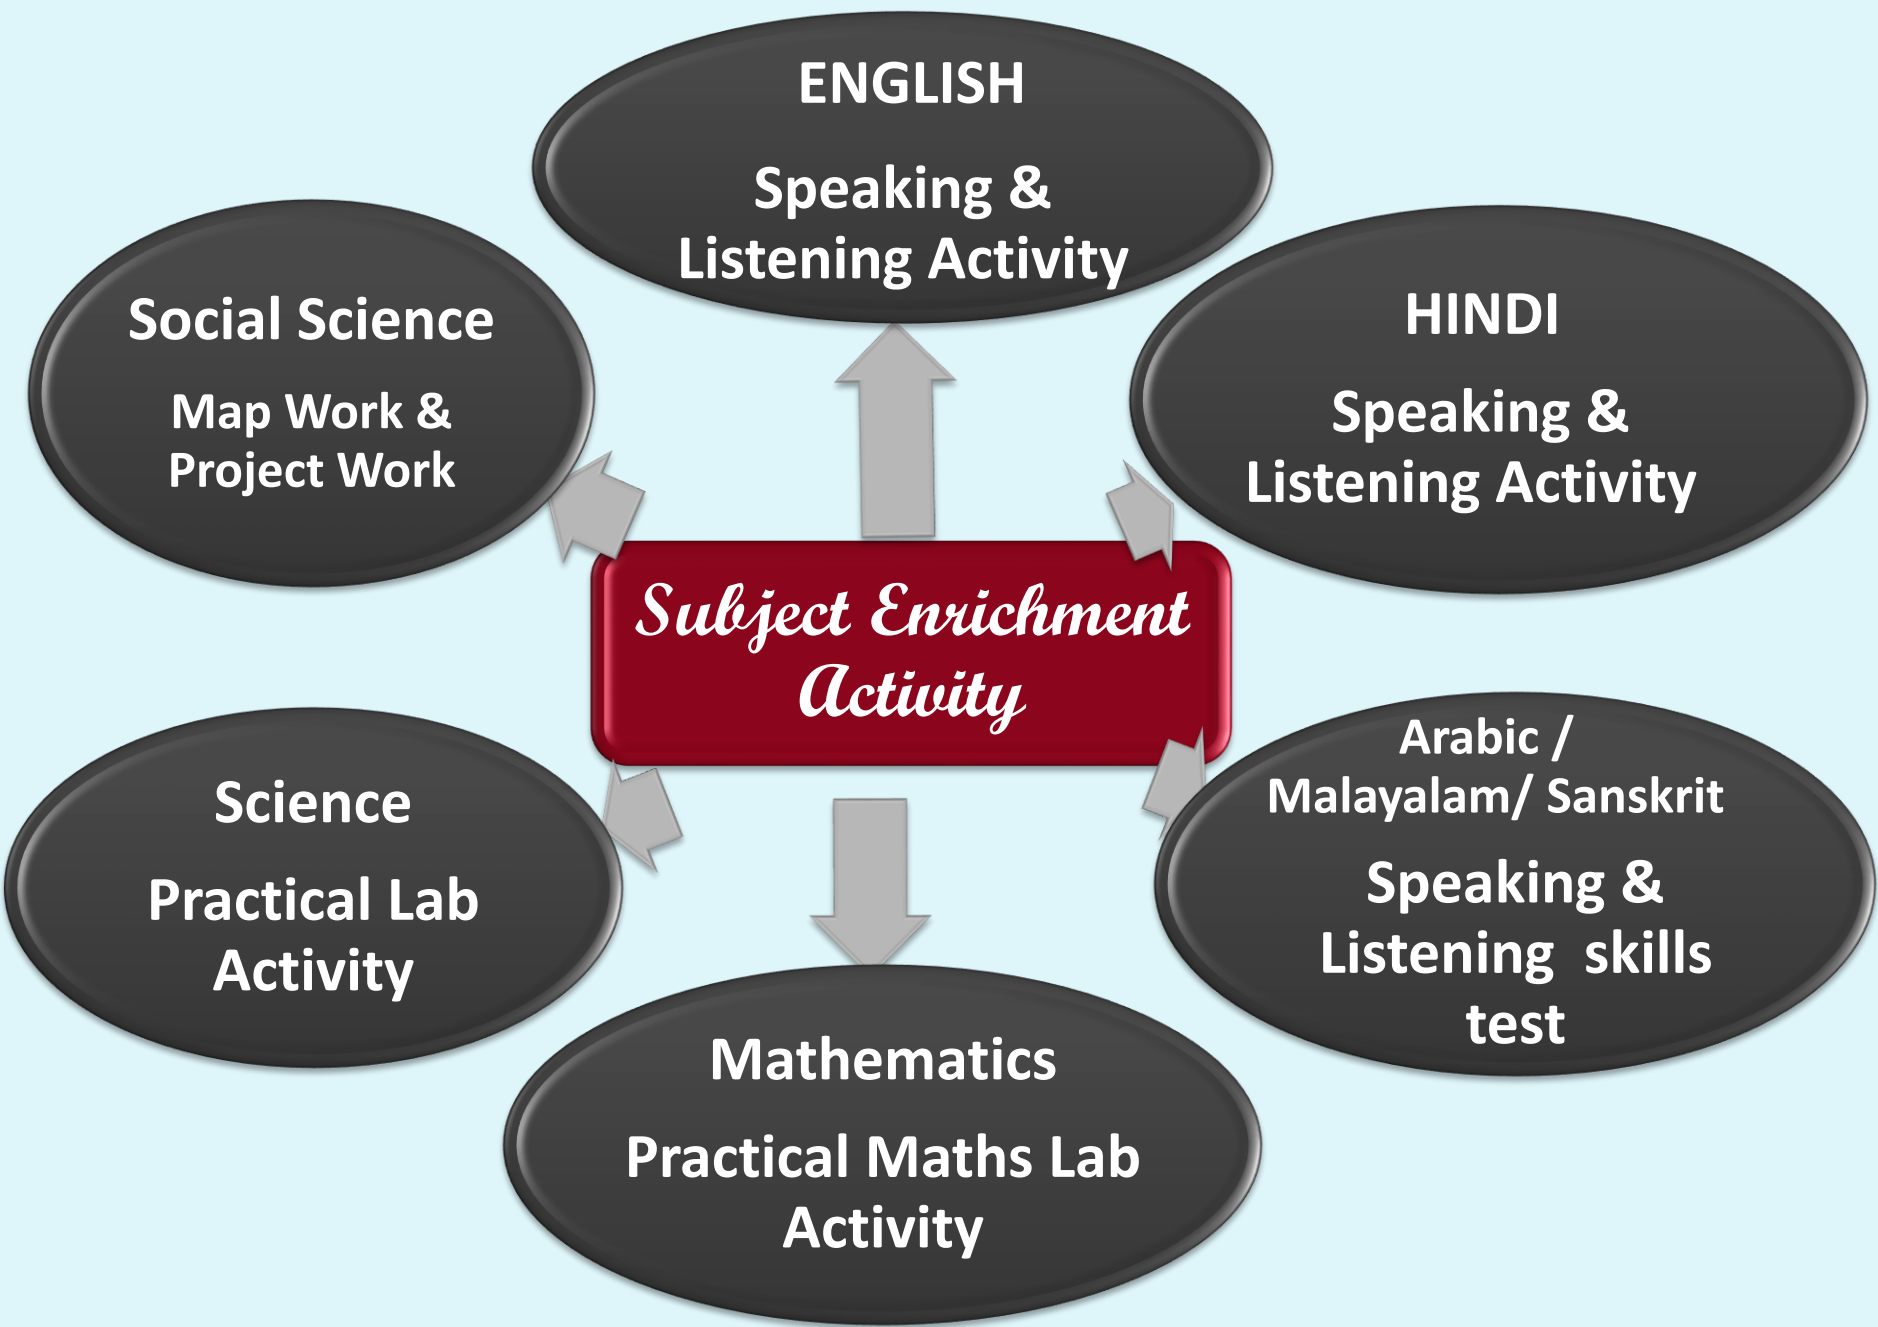 ENGLISH
Speaking &
Listening Activity
HINDI
Speaking &
Listening Activity
Arabic /
Malayalam/ Sanskrit
Speaking &
Listening skills
test
Mathematics
Practical Maths Lab
Activity
Science
Practical Lab
Activity
Social Science
Map Work &
Project Work
Subject Enrichment
Activity